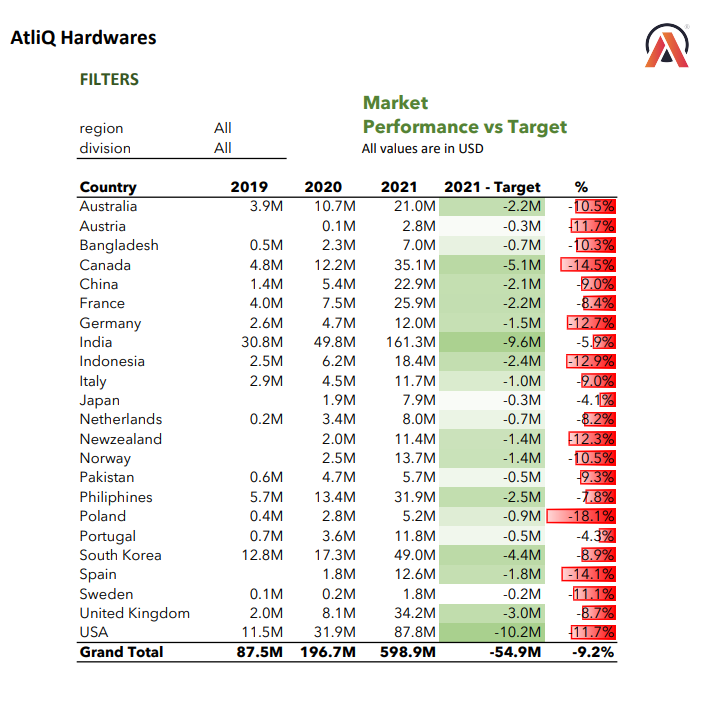 AtliQ Hardwares
FILTERS
Market
Performance vs Target
region All
division All
All values are in USD
Country 2019 2020 2021 2021 - Target %
Australia 3.9M 10.7M 21.0M -2.2M -10.5%
Austria 0.1M 2.8M -0.3M -11.7%
Bangladesh 0.5M 2.3M 7.0M -0.7M -10.3%
Canada 4.8M 12.2M 35.1M -5.1M -14.5%
China 1.4M 5.4M 22.9M -2.1M -9.0%
France 4.0M 7.5M 25.9M -2.2M -8.4%
Germany 2.6M 4.7M 12.0M -1.5M -12.7%
India 30.8M 49.8M 161.3M -9.6M -5.9%
Indonesia 2.5M 6.2M 18.4M -2.4M -12.9%
Italy 2.9M 4.5M 11.7M -1.0M -9.0%
Japan 1.9M 7.9M -0.3M -4.1%
Netherlands 0.2M 3.4M 8.0M -0.7M -8.2%
Newzealand 2.0M 11.4M -1.4M -12.3%
Norway 2.5M 13.7M -1.4M -10.5%
Pakistan 0.6M 4.7M 5.7M -0.5M -9.3%
Philiphines 5.7M 13.4M 31.9M -2.5M -7.8%
Poland 0.4M 2.8M 5.2M -0.9M -18.1%
Portugal 0.7M 3.6M 11.8M -0.5M -4.3%
South Korea 12.8M 17.3M 49.0M -4.4M -8.9%
Spain 1.8M 12.6M -1.8M -14.1%
Sweden 0.1M 0.2M 1.8M -0.2M -11.1%
United Kingdom 2.0M 8.1M 34.2M -3.0M -8.7%
USA 11.5M 31.9M 87.8M -10.2M -11.7%
Grand Total 87.5M 196.7M 598.9M -54.9M -9.2%